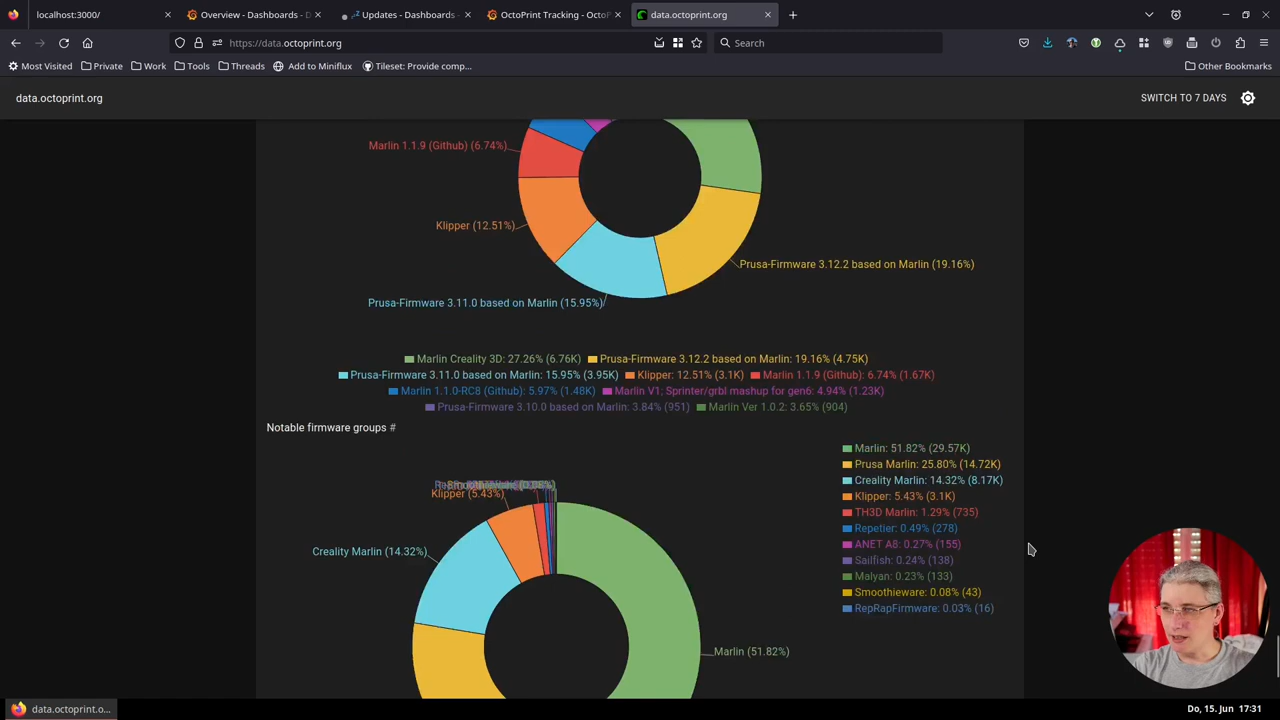 localhost:3000/
Overview - Dashboards - D
Updates - Dashboards -
OctoPrint Tracking - OctoP
data.octoprint.org
https://data.octoprint.org
Search
Most Visited
Private
Work
Tools
Threads
Add to Miniflux
Tileset: Provide comp...
Other Bookmarks
data.octoprint.org
SWITCH TO 7 DAYS
Marlin 1.1.9 (Github) (6.74%)
Klipper (12.51%)
Prusa-Firmware 3.12.2 based on Marlin (19.16%)
Prusa-Firmware 3.11.0 based on Marlin (15.95%)
Marlin Creality 3D: 27.26% (6.76K) Prusa-Firmware 3.12.2 based on Marlin: 19.16% (4.75K)
Prusa-Firmware 3.11.0 based on Marlin: 15.95% (3.95K) Klipper: 12.51% (3.1K) Marlin 1.1.9 (Github): 6.74% (1.67K)
Marlin 1.1.0-RC8 (Github): 5.97% (1.48K) Marlin V1; Sprinter/grbl mashup for gen6: 4.94% (1.23K)
Prusa-Firmware 3.10.0 based on Marlin: 3.84% (951) Marlin Ver 1.0.2: 3.65% (904)
Notable firmware groups #
Marlin: 51.82% (29.57K)
Prusa Marlin: 25.80% (14.72K)
Creality Marlin: 14.32% (8.17K)
Klipper: 5.43% (3.1K)
TH3D Marlin: 1.29% (735)
Repetier: 0.49% (278)
ANET A8: 0.27% (155)
Sailfish: 0.24% (138)
Malyan: 0.23% (133)
Smoothieware: 0.08% (43)
RepRapFirmware: 0.03% (16)
Klipper (5.43%)
Creality Marlin (14.32%)
Marlin (51.82%)
data.octoprint.o...
Do, 15. Jun 17:31